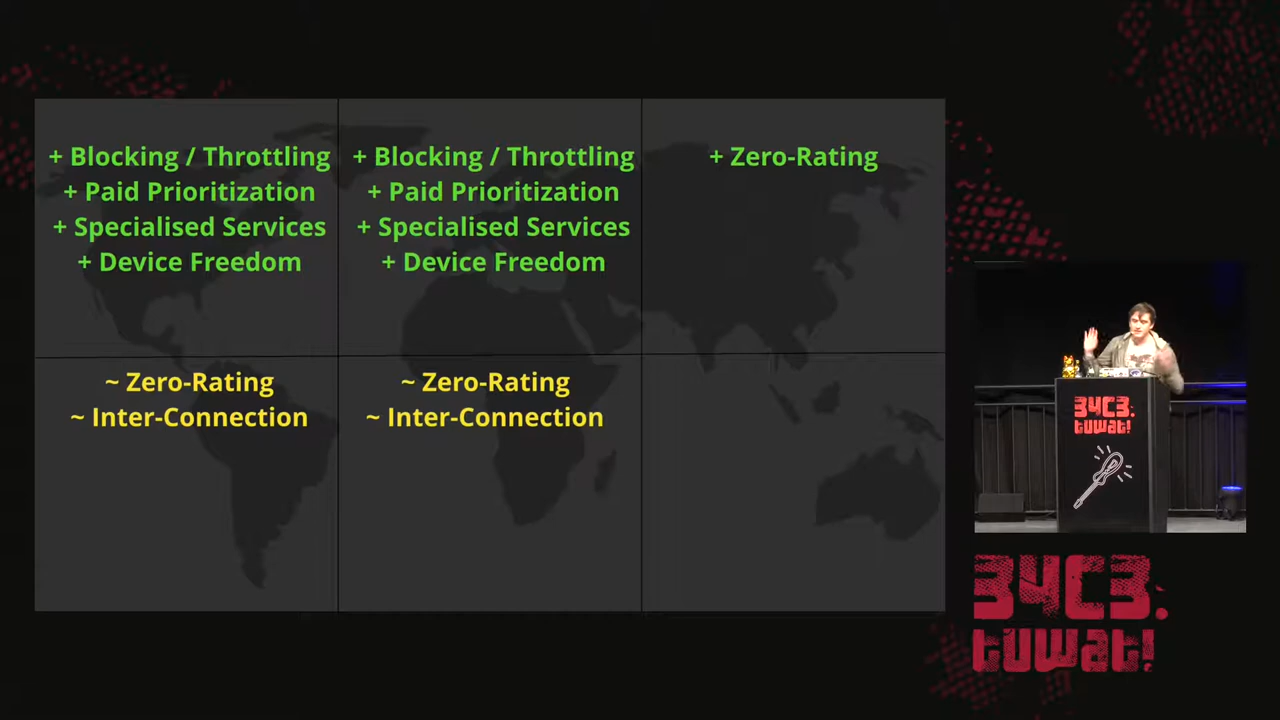 + Blocking / Throttling
+ Paid Prioritization
+ Specialised Services
+ Device Freedom
+ Blocking / Throttling
+ Paid Prioritization
+ Specialised Services
+ Device Freedom
+ Zero-Rating
~ Zero-Rating
~ Inter-Connection
~ Zero-Rating
~ Inter-Connection
34C3.
tuwat!
34C3.
tuwat!